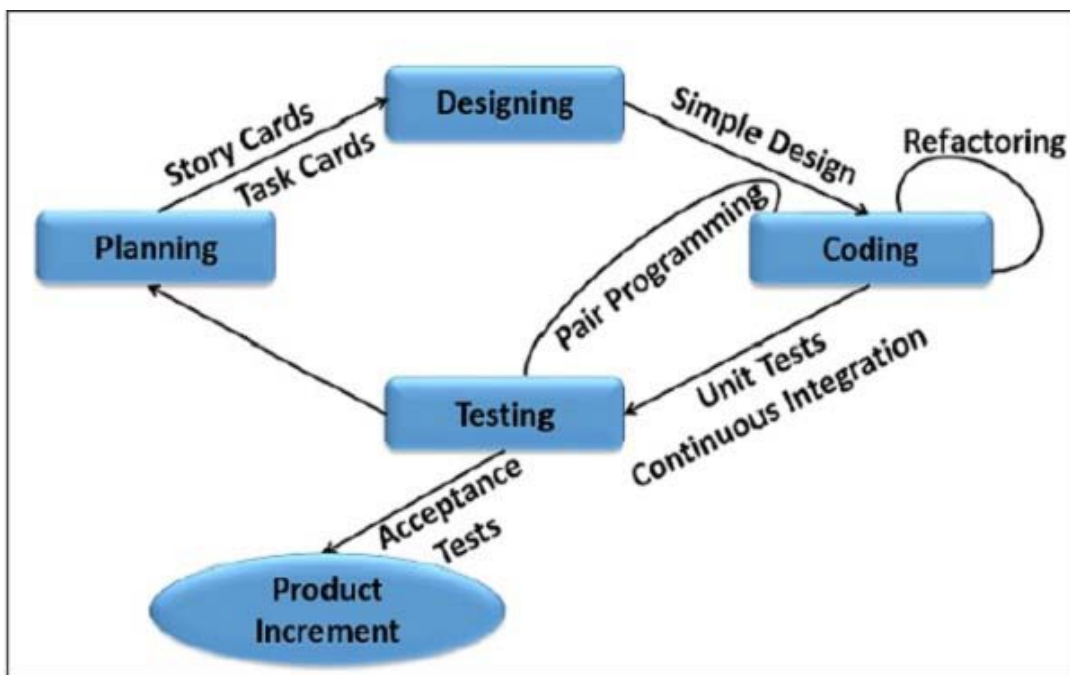 Designing
Story Cards
Task Cards
Simple Design
Refactoring
Planning
Pair Programming
Coding
Unit Tests
Continuous Integration
Testing
Acceptance
Tests
Product
Increment